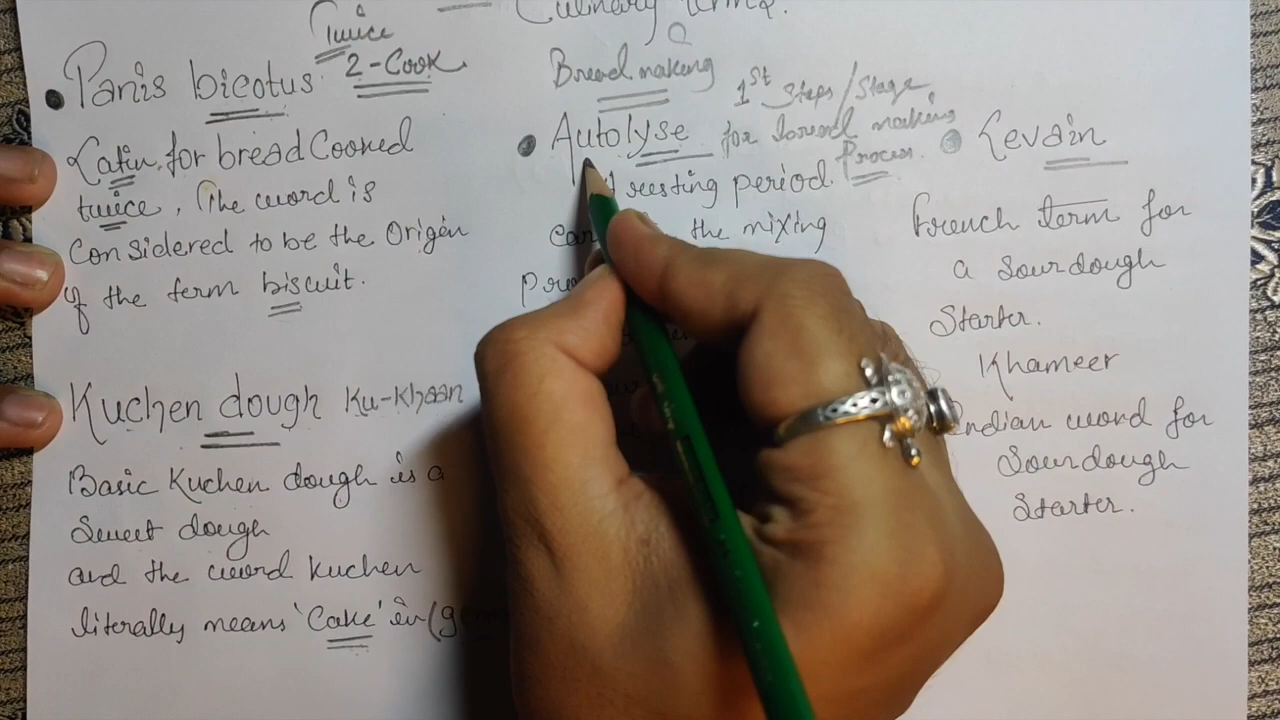 Culinary Terms.
Twice
2-Cook
Panis bicotus
Latin for bread Cooked
twice, The word is
Considered to be the Origin
of the term biscuit.
Kuchen dough Ku-Khaan
Basic Kuchen dough is a
Sweet dough
and the word kuchen
literally means 'Cake' in
Bread making
1st Steps/Stage
Autolyse for bread making
Process.
resting period
the mixing
Levain
French term for
a Sourdough
Starter.
Khameer
Indian word for
Sourdough
Starter.